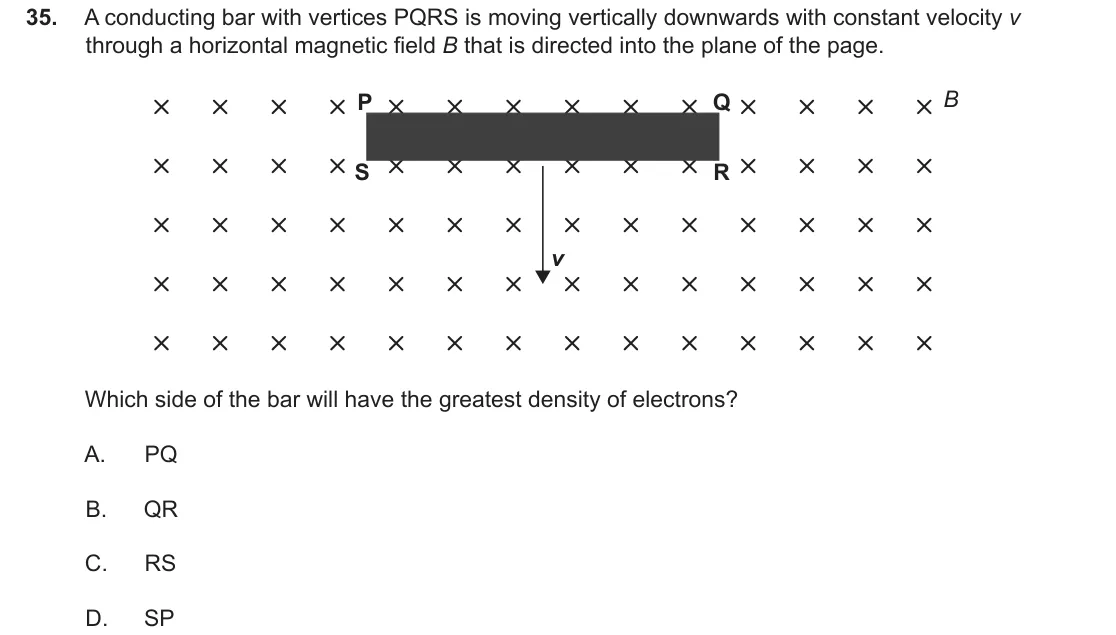 35. A conducting bar with vertices PQRS is moving vertically downwards with constant velocity v
through a horizontal magnetic field B that is directed into the plane of the page.
P Q B
S R
v
Which side of the bar will have the greatest density of electrons?
A. PQ
B. QR
C. RS
D. SP